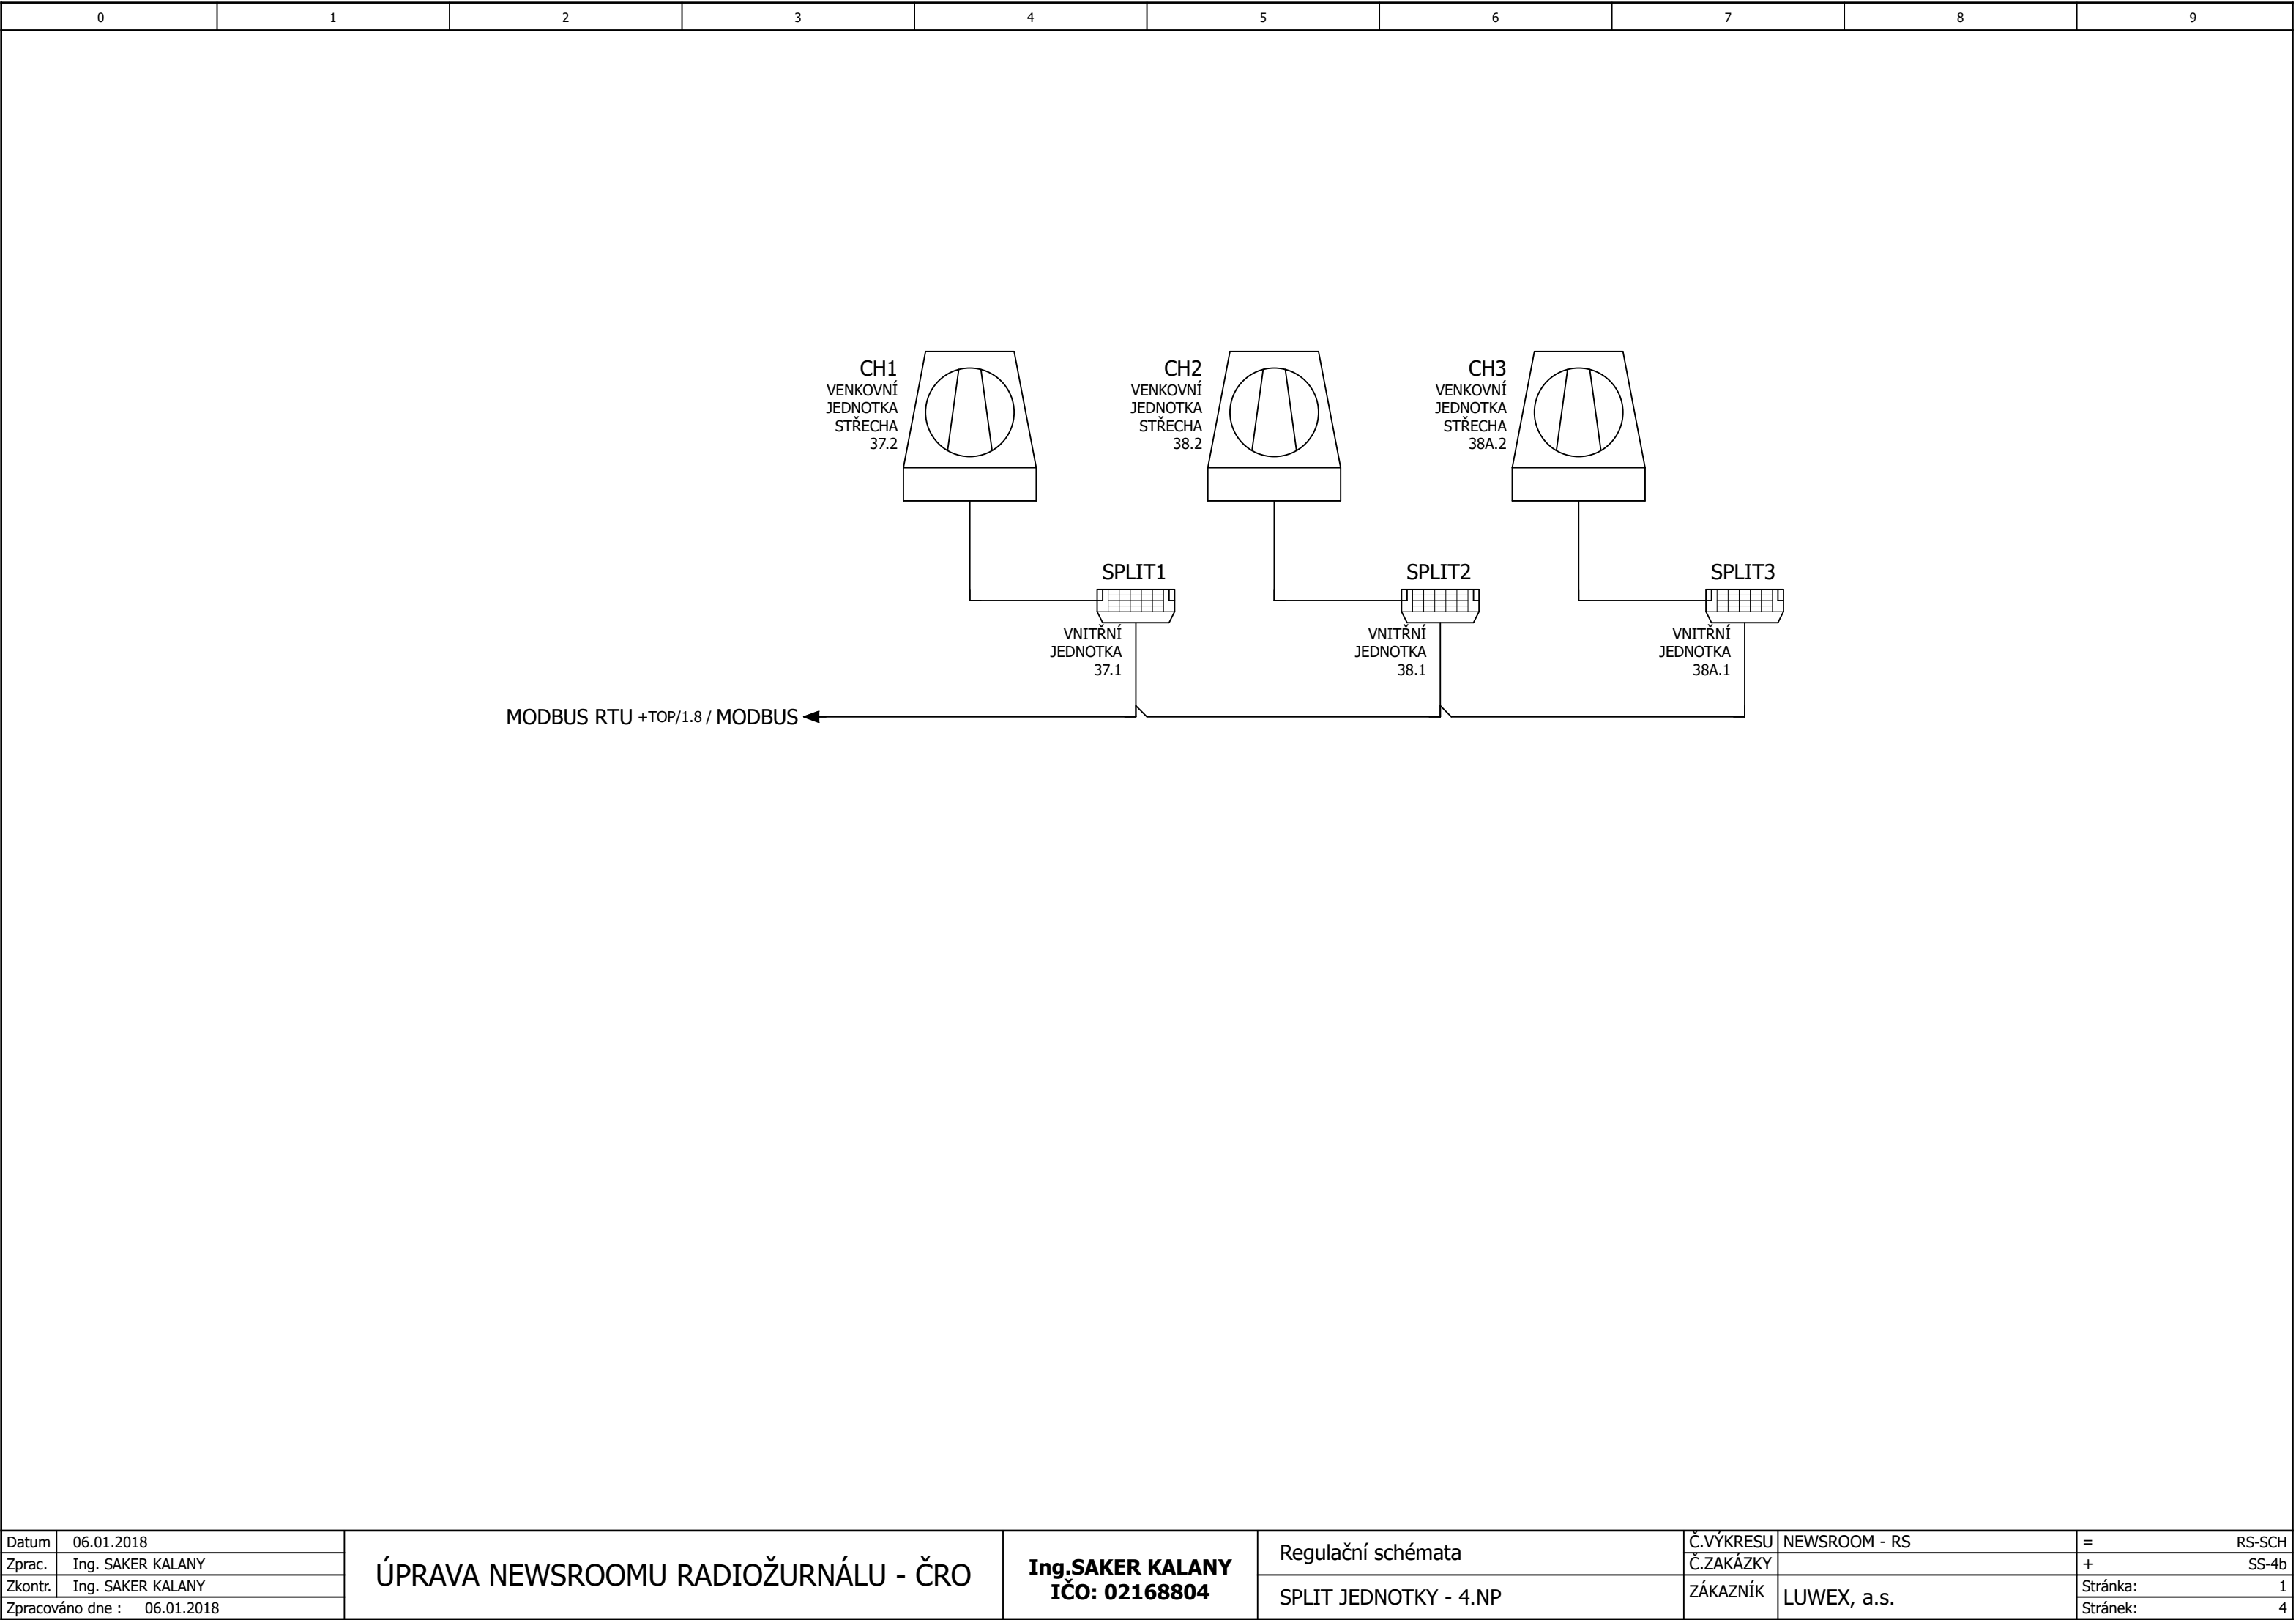 0 1 2 3 4 5 6 7 8 9
CH1
VENKOVNÍ
JEDNOTKA
STŘECHA
37.2
CH2
VENKOVNÍ
JEDNOTKA
STŘECHA
38.2
CH3
VENKOVNÍ
JEDNOTKA
STŘECHA
38A.2
SPLIT1
VNITŘNÍ
JEDNOTKA
37.1
SPLIT2
VNITŘNÍ
JEDNOTKA
38.1
SPLIT3
VNITŘNÍ
JEDNOTKA
38A.1
MODBUS RTU +TOP/1.8 / MODBUS
Datum 06.01.2018
Zprac. Ing. SAKER KALANY
Zkontr. Ing. SAKER KALANY
Zpracováno dne : 06.01.2018
ÚPRAVA NEWSROOMU RADIOŽURNÁLU - ČRO
Ing.SAKER KALANY
IČO: 02168804
Regulační schémata
SPLIT JEDNOTKY - 4.NP
Č.VÝKRESU NEWSROOM - RS
Č.ZAKÁZKY
ZÁKAZNÍK LUWEX, a.s.
= RS-SCH
+ SS-4b
Stránka: 1
Stránek: 4